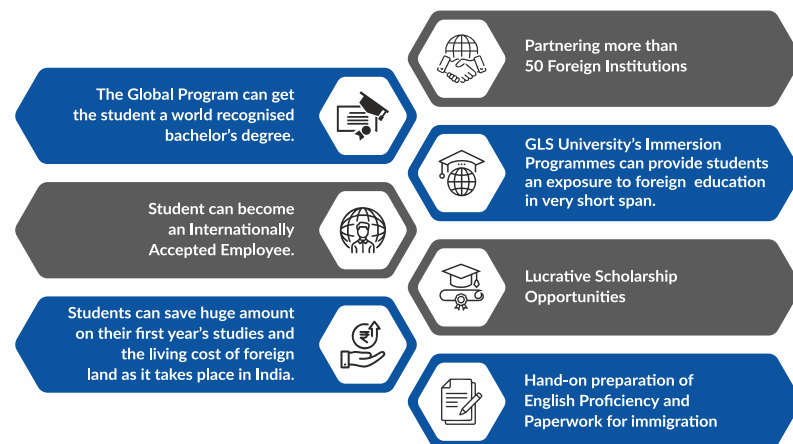 Partnering more than
50 Foreign Institutions
The Global Program can get
the student a world recognised
bachelor's degree.
GLS University's Immersion
Programmes can provide students
an exposure to foreign education
in very short span.
Student can become
an Internationally
Accepted Employee.
Lucrative Scholarship
Opportunities
Students can save huge amount
on their first year's studies and
the living cost of foreign
land as it takes place in India.
Hand-on preparation of
English Proficiency and
Paperwork for immigration